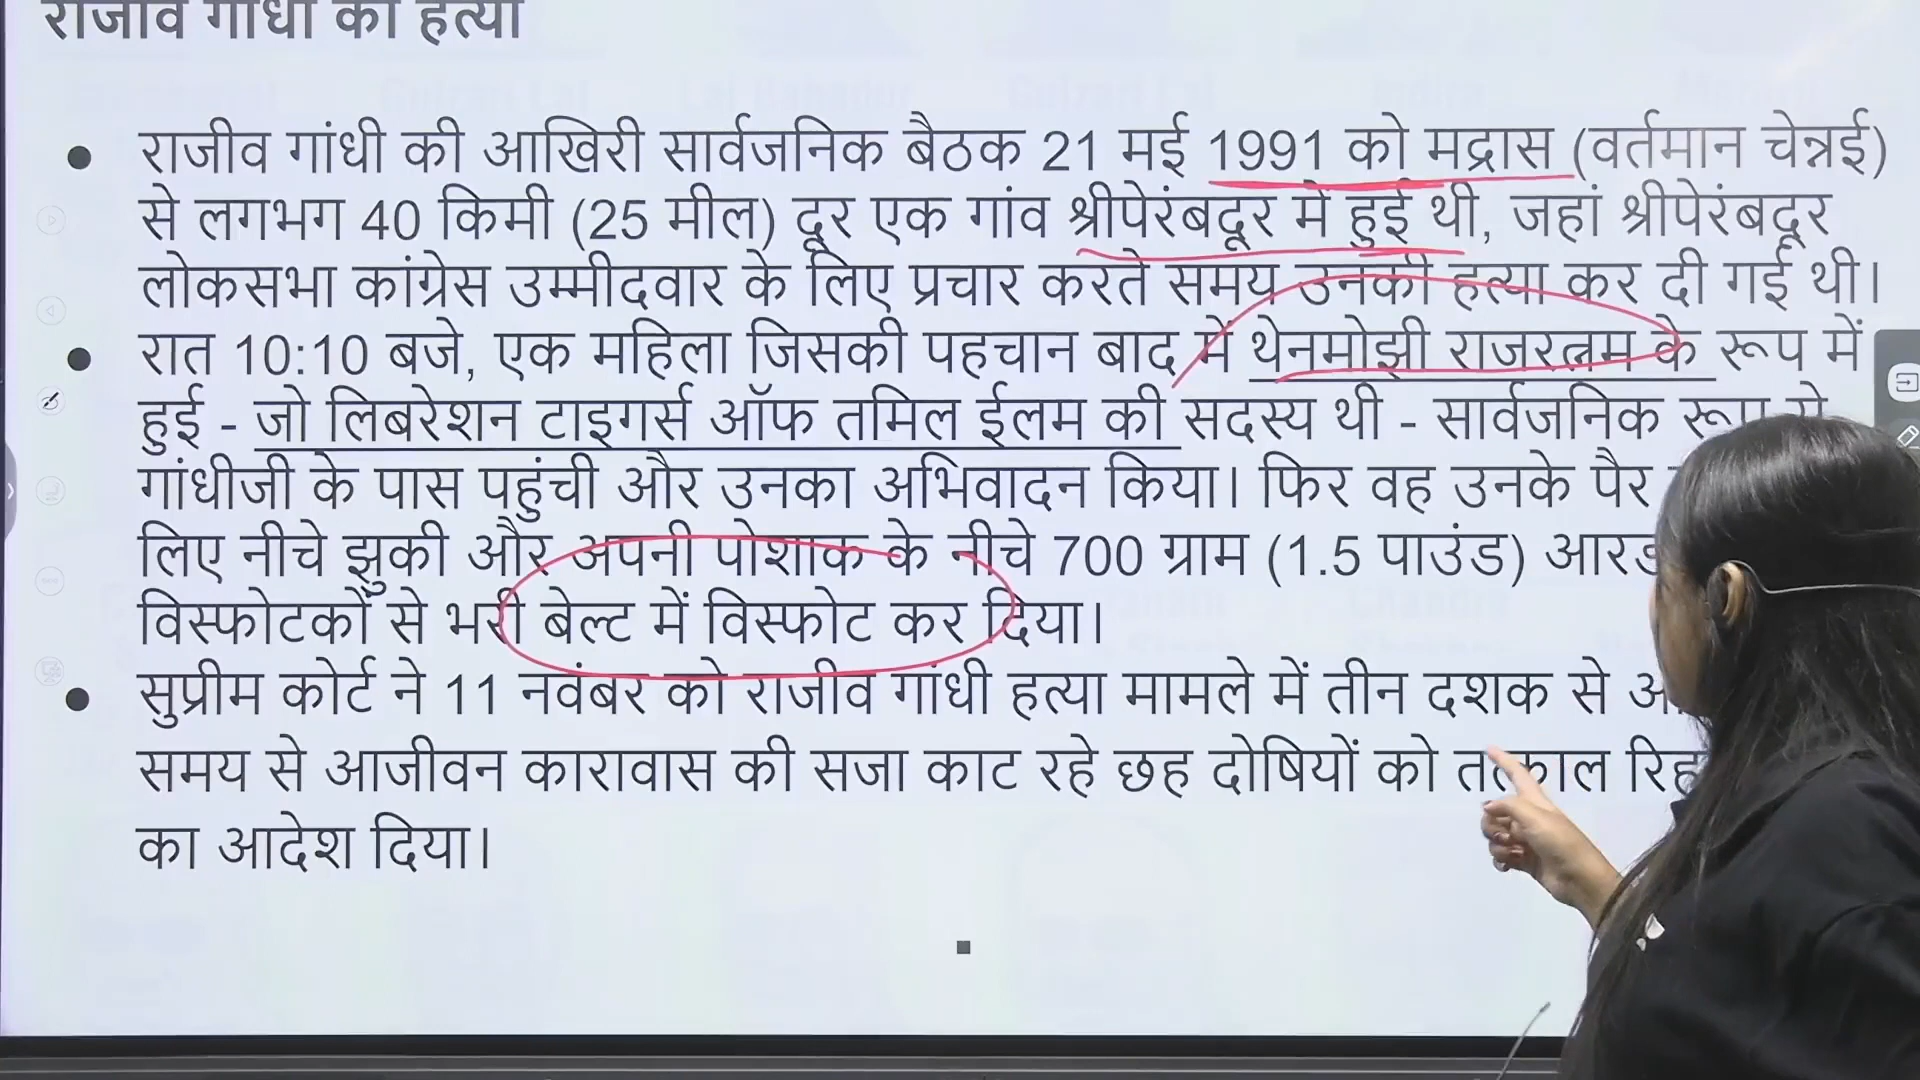 राजीव गांधी की हत्या
• राजीव गांधी की आखिरी सार्वजनिक बैठक 21 मई 1991 को मद्रास (वर्तमान चेन्नई)
से लगभग 40 किमी (25 मील) दूर एक गांव श्रीपेरंबदूर में हुई थी, जहां श्रीपेरंबदूर
लोकसभा कांग्रेस उम्मीदवार के लिए प्रचार करते समय उनकी हत्या कर दी गई थी।
• रात 10:10 बजे, एक महिला जिसकी पहचान बाद में थेनमोझी राजरत्नम के रूप में
हुई - जो लिबरेशन टाइगर्स ऑफ तमिल ईलम की सदस्य थी - सार्वजनिक रूप से
गांधीजी के पास पहुंची और उनका अभिवादन किया। फिर वह उनके पैर
लिए नीचे झुकी और अपनी पोशाक के नीचे 700 ग्राम (1.5 पाउंड)
विस्फोटकों से भरी बेल्ट में विस्फोट कर दिया।
• सुप्रीम कोर्ट ने 11 नवंबर को राजीव गांधी हत्या मामले में तीन दशक से
समय से आजीवन कारावास की सजा काट रहे छह दोषियों को तत्काल
का आदेश दिया।